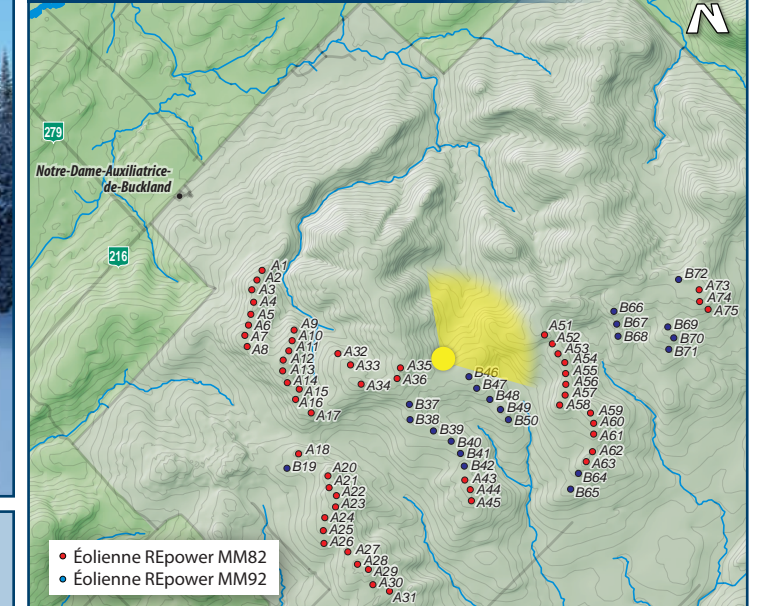 N
279
Notre-Dame-Auxiliatrice-
de-Buckland
216
A1
A2
A3
A4
A5
A6
A7
A8
A9
A10
A11
A12
A13
A14
A15
A16
A17
A18
B19
A20
A21
A22
A23
A24
A25
A26
A27
A28
A29
A30
A31
A32
A33
A34
A35
A36
B37
B38
B39
B40
B41
B42
A43
A44
A45
B46
B47
B48
B49
B50
A51
A52
A53
A54
A55
A56
A57
A58
A59
A60
A61
A62
A63
B64
B65
B66
B67
B68
B69
B70
B71
B72
A73
A74
A75
Éolienne REpower MM82
Éolienne REpower MM92